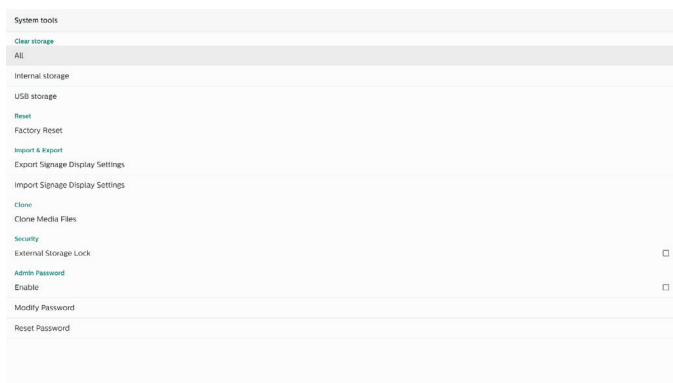 System tools
Clear storage
All
Internal storage
USB storage
Reset
Factory Reset
Import & Export
Export Signage Display Settings
Import Signage Display Settings
Clone
Clone Media Files
Security
External Storage Lock
Admin Password
Enable
Modify Password
Reset Password